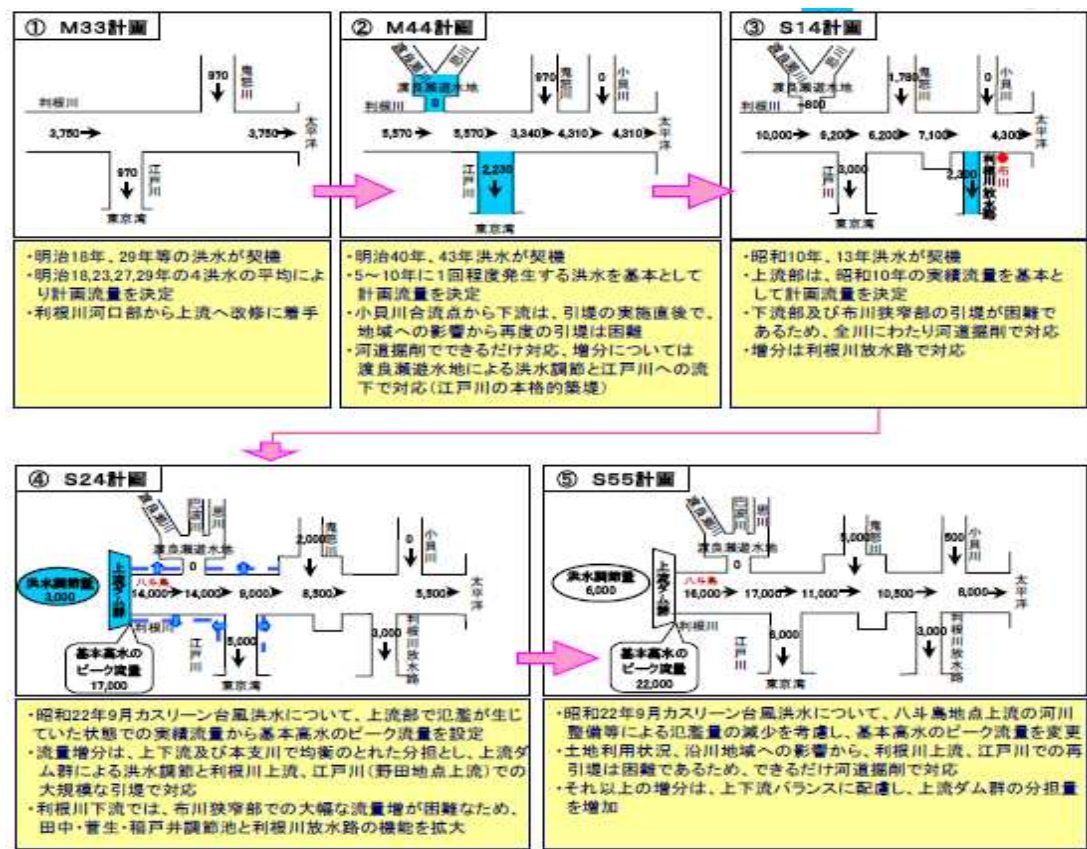 ① M33計画
鬼怒川
970
利根川
3,750
3,750
太平洋
970
江戸川
東京湾
・明治18年、29年等の洪水が契機
・明治18,23,27,29年の4洪水の平均によ
り計画流量を決定
・利根川河口部から上流へ改修に着手
② M44計画
渡良瀬川
思川
渡良瀬遊水地
0
970
鬼怒川
0
小貝川
利根川
5,570
5,570
3,340
4,310
4,310
太平洋
江戸川
2,230
東京湾
・明治40年、43年洪水が契機
・5~10年に1回程度発生する洪水を基本として
計画流量を決定
・小貝川合流点から下流は、引堤の実施直後で、
地域への影響から再度の引堤は困難
・河道掘削でできるだけ対応、増分については
渡良瀬遊水地による洪水調節と江戸川への流
下で対応(江戸川の本格的築堤)
③ S14計画
渡良瀬川
思川
渡良瀬遊水地
-800
1,780
鬼怒川
0
小貝川
利根川
10,000
9,200
6,200
7,100
4,300
太平洋
江戸川
3,000
2,300
利根川放水路
布川
東京湾
・昭和10年、13年洪水が契機
・上流部は、昭和10年の実績流量を基本と
して計画流量を決定
・下流部及び布川狭窄部の引堤が困難で
あるため、全川にわたり河道掘削で対応
・増分は利根川放水路で対応
④ S24計画
渡良瀬川
巴波川
思川
渡良瀬遊水地
0
2,000
鬼怒川
0
小貝川
洪水調節量
3,000
上流ダム群
八斗島
14,000
14,000
9,000
8,500
5,500
太平洋
利根川
江戸川
5,000
3,000
利根川放水路
東京湾
基本高水の
ピーク流量
17,000
・昭和22年9月カスリーン台風洪水について、上流部で氾濫が生じ
ていた状態での実績流量から基本高水のピーク流量を設定
・流量増分は、上下流及び本支川で均衡のとれた分担とし、上流ダ
ム群による洪水調節と利根川上流、江戸川(野田地点上流)での
大規模な引堤で対応
・利根川下流では、布川狭窄部での大幅な流量増が困難なため、
田中・菅生・稲戸井調節池と利根川放水路の機能を拡大
⑤ S55計画
渡良瀬川
巴波川
思川
渡良瀬遊水地
0
5,000
鬼怒川
500
小貝川
洪水調節量
6,000
上流ダム群
八斗島
16,000
17,000
11,000
10,500
8,000
太平洋
利根川
江戸川
6,000
3,000
利根川放水路
東京湾
基本高水の
ピーク流量
22,000
・昭和22年9月カスリーン台風洪水について、八斗島地点上流の河川
整備等による氾濫量の減少を考慮し、基本高水のピーク流量を変更
・土地利用状況、沿川地域への影響から、利根川上流、江戸川での再
引堤は困難であるため、できるだけ河道掘削で対応
・それ以上の増分は、上下流バランスに配慮し、上流ダム群の分担量
を増加